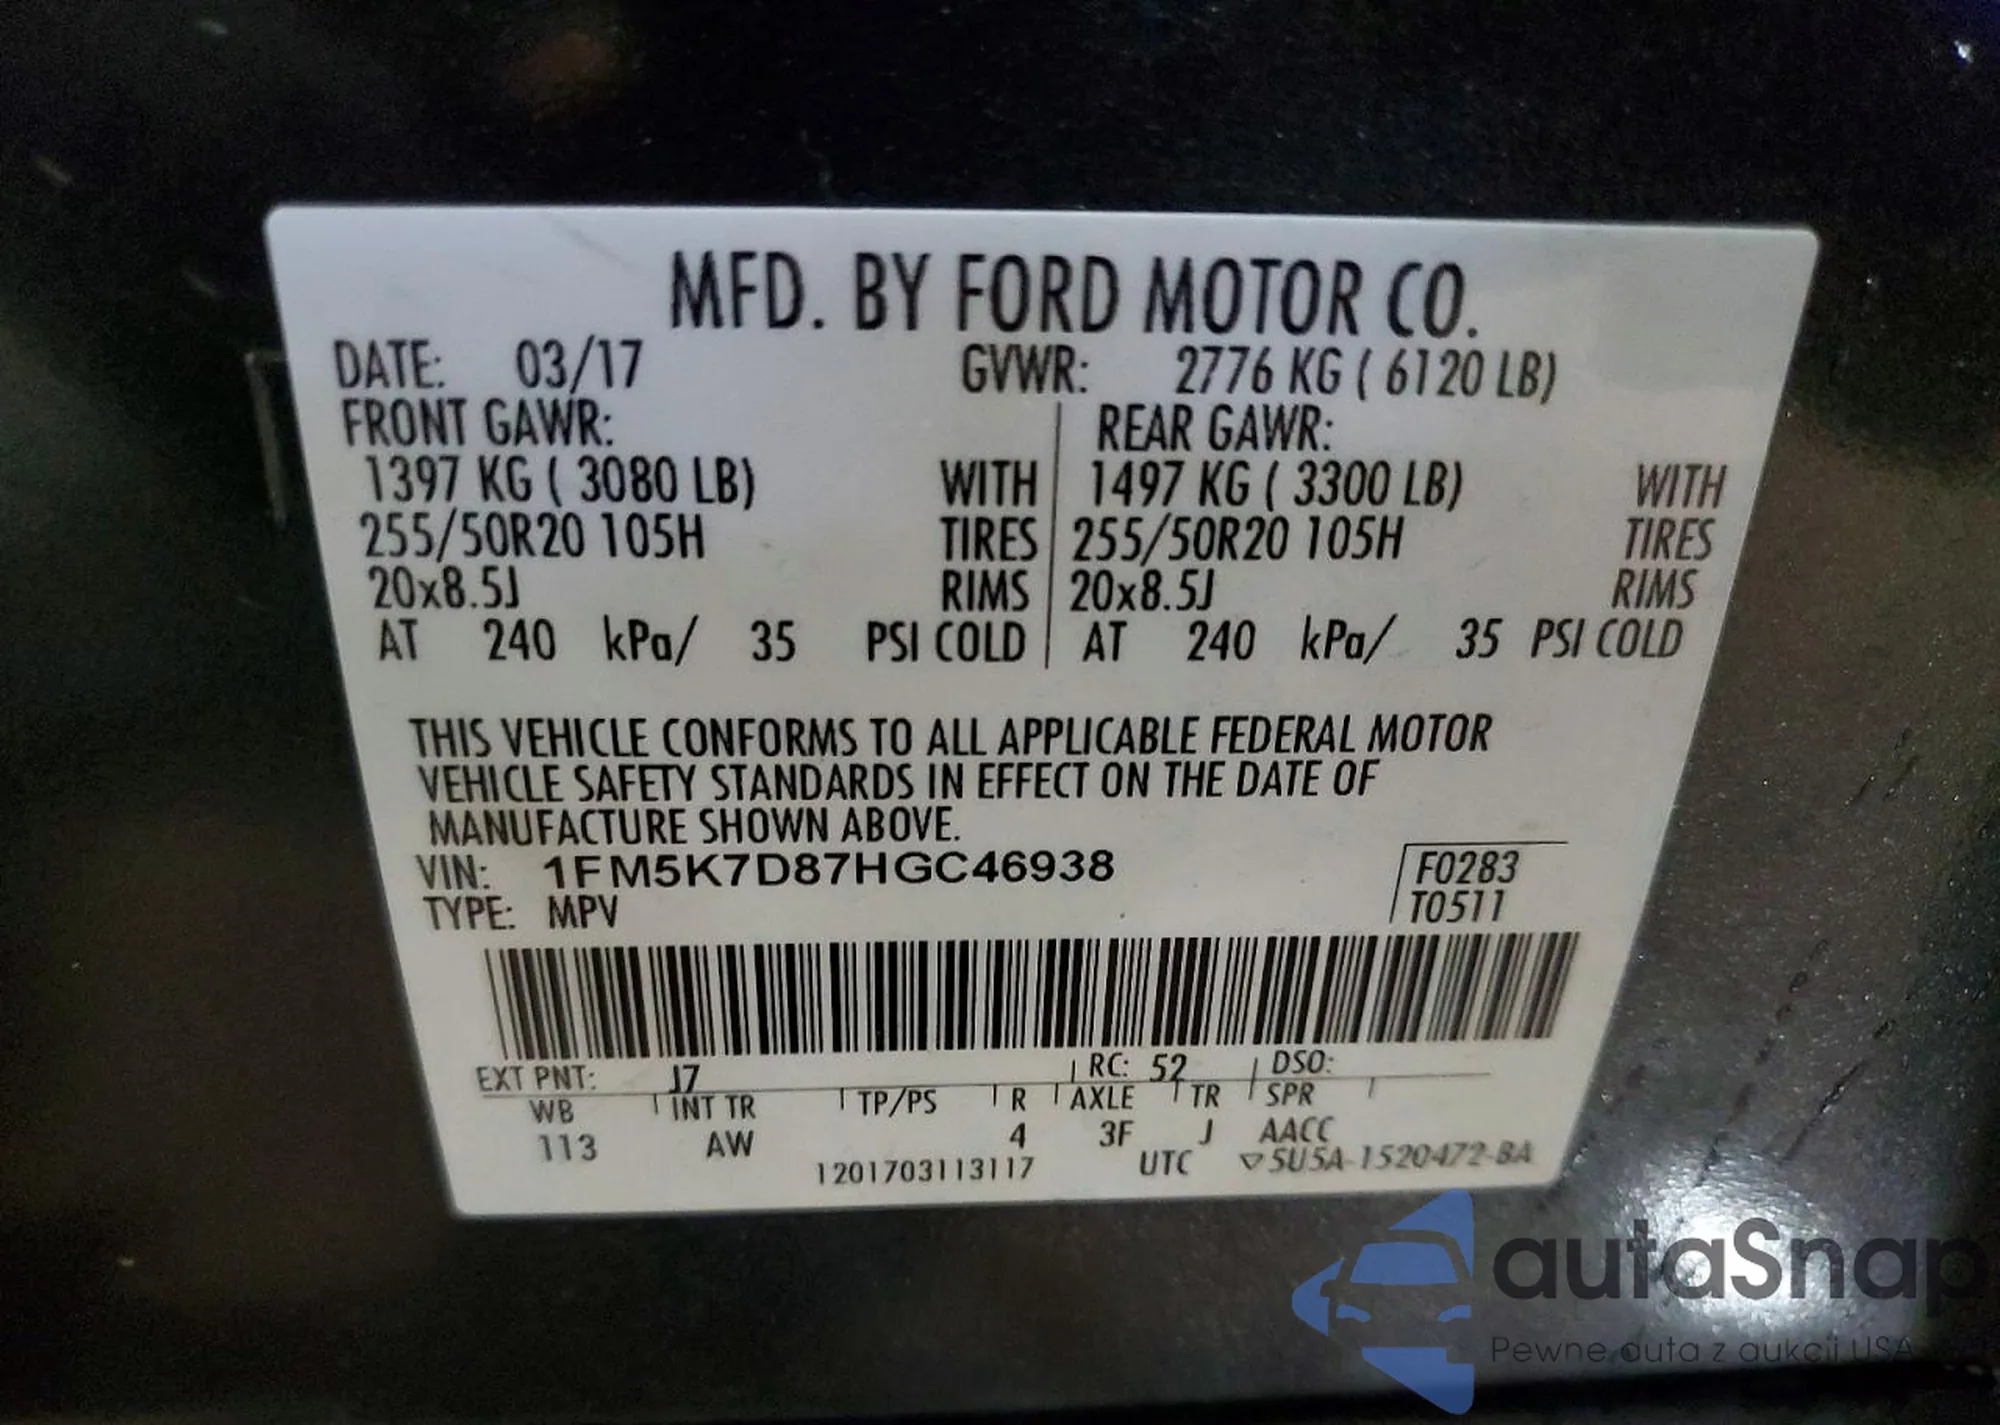 MFD. BY FORD MOTOR CO.
DATE: 03/17 GVWR: 2776 KG ( 6120 LB)
FRONT GAWR: REAR GAWR:
1397 KG ( 3080 LB) WITH 1497 KG ( 3300 LB) WITH
255/50R20 105H TIRES 255/50R20 105H TIRES
20x8.5J RIMS 20x8.5J RIMS
AT 240 kPa/ 35 PSI COLD AT 240 kPa/ 35 PSI COLD
THIS VEHICLE CONFORMS TO ALL APPLICABLE FEDERAL MOTOR
VEHICLE SAFETY STANDARDS IN EFFECT ON THE DATE OF
MANUFACTURE SHOWN ABOVE.
VIN: 1FM5K7D87HGC46938 F0283
TYPE: MPV T0511
EXT PNT: J7 RC: 52 DSO:
WB INT TR TP/PS R AXLE TR SPR
113 AW 4 3F J AACC
1201703113117 UTC ▽5U5A-1520472-BA
autaSnap
Pewne auta z aukcji USA